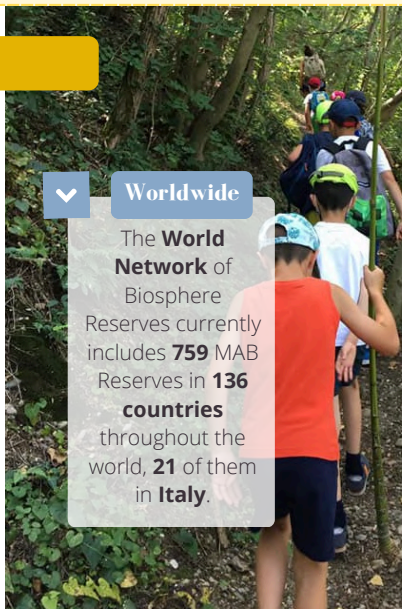 Worldwide
The World
Network of
Biosphere
Reserves currently
includes 759 MAB
Reserves in 136
countries
throughout the
world, 21 of them
in Italy.